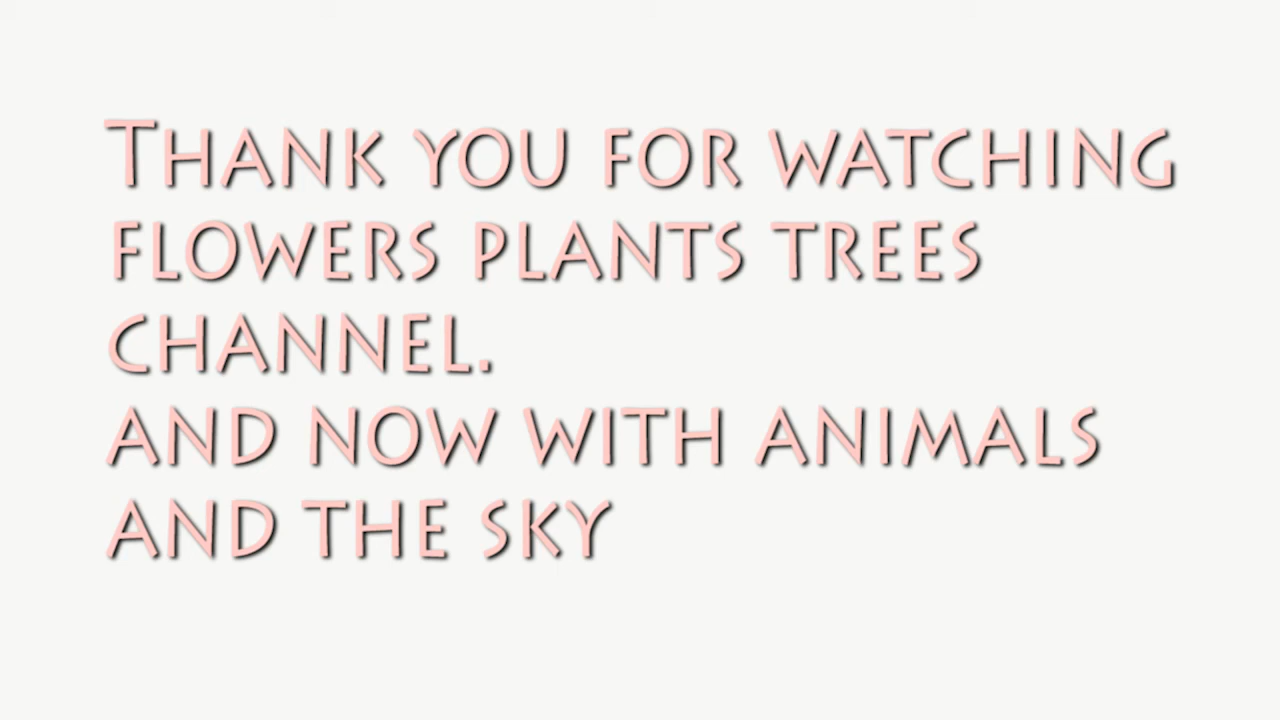 Thank you for watching
flowers plants trees
channel.
and now with animals
and the sky